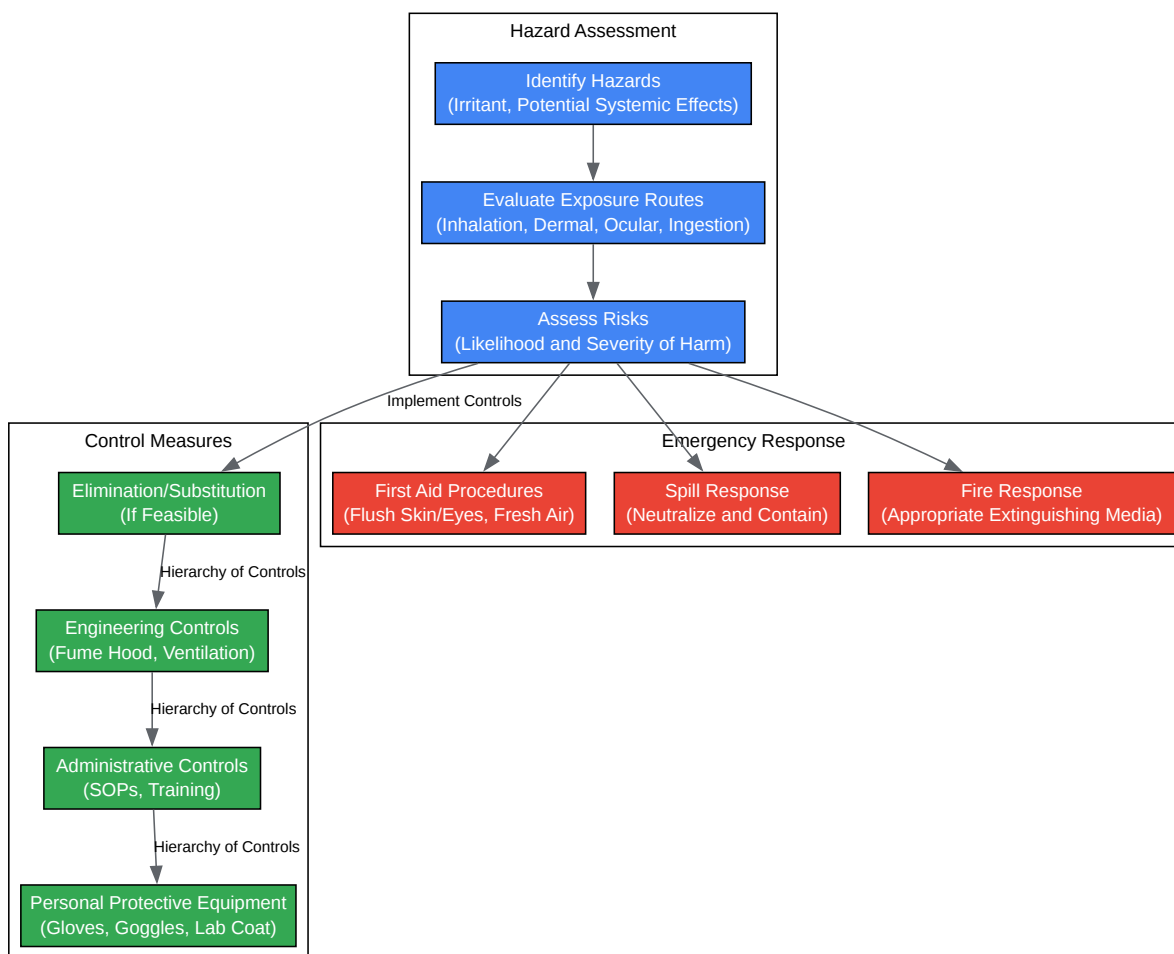 Hazard Assessment
Identify Hazards
(Irritant, Potential Systemic Effects)
Evaluate Exposure Routes
(Inhalation, Dermal, Ocular, Ingestion)
Assess Risks
(Likelihood and Severity of Harm)
Implement Controls
Control Measures
Elimination/Substitution
(If Feasible)
Hierarchy of Controls
Engineering Controls
(Fume Hood, Ventilation)
Hierarchy of Controls
Administrative Controls
(SOPs, Training)
Hierarchy of Controls
Personal Protective Equipment
(Gloves, Goggles, Lab Coat)
Emergency Response
First Aid Procedures
(Flush Skin/Eyes, Fresh Air)
Spill Response
(Neutralize and Contain)
Fire Response
(Appropriate Extinguishing Media)